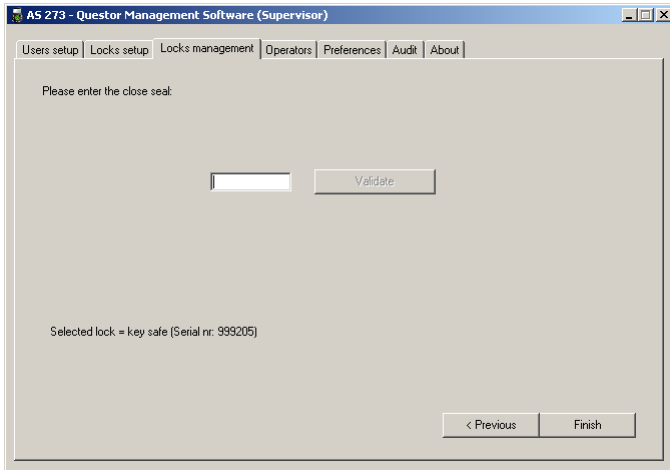 AS 273 - Questor Management Software (Supervisor)
Users setup Locks setup Locks management Operators Preferences Audit About
Please enter the close seal:
Validate
Selected lock = key safe (Serial nr: 999205)
< Previous Finish